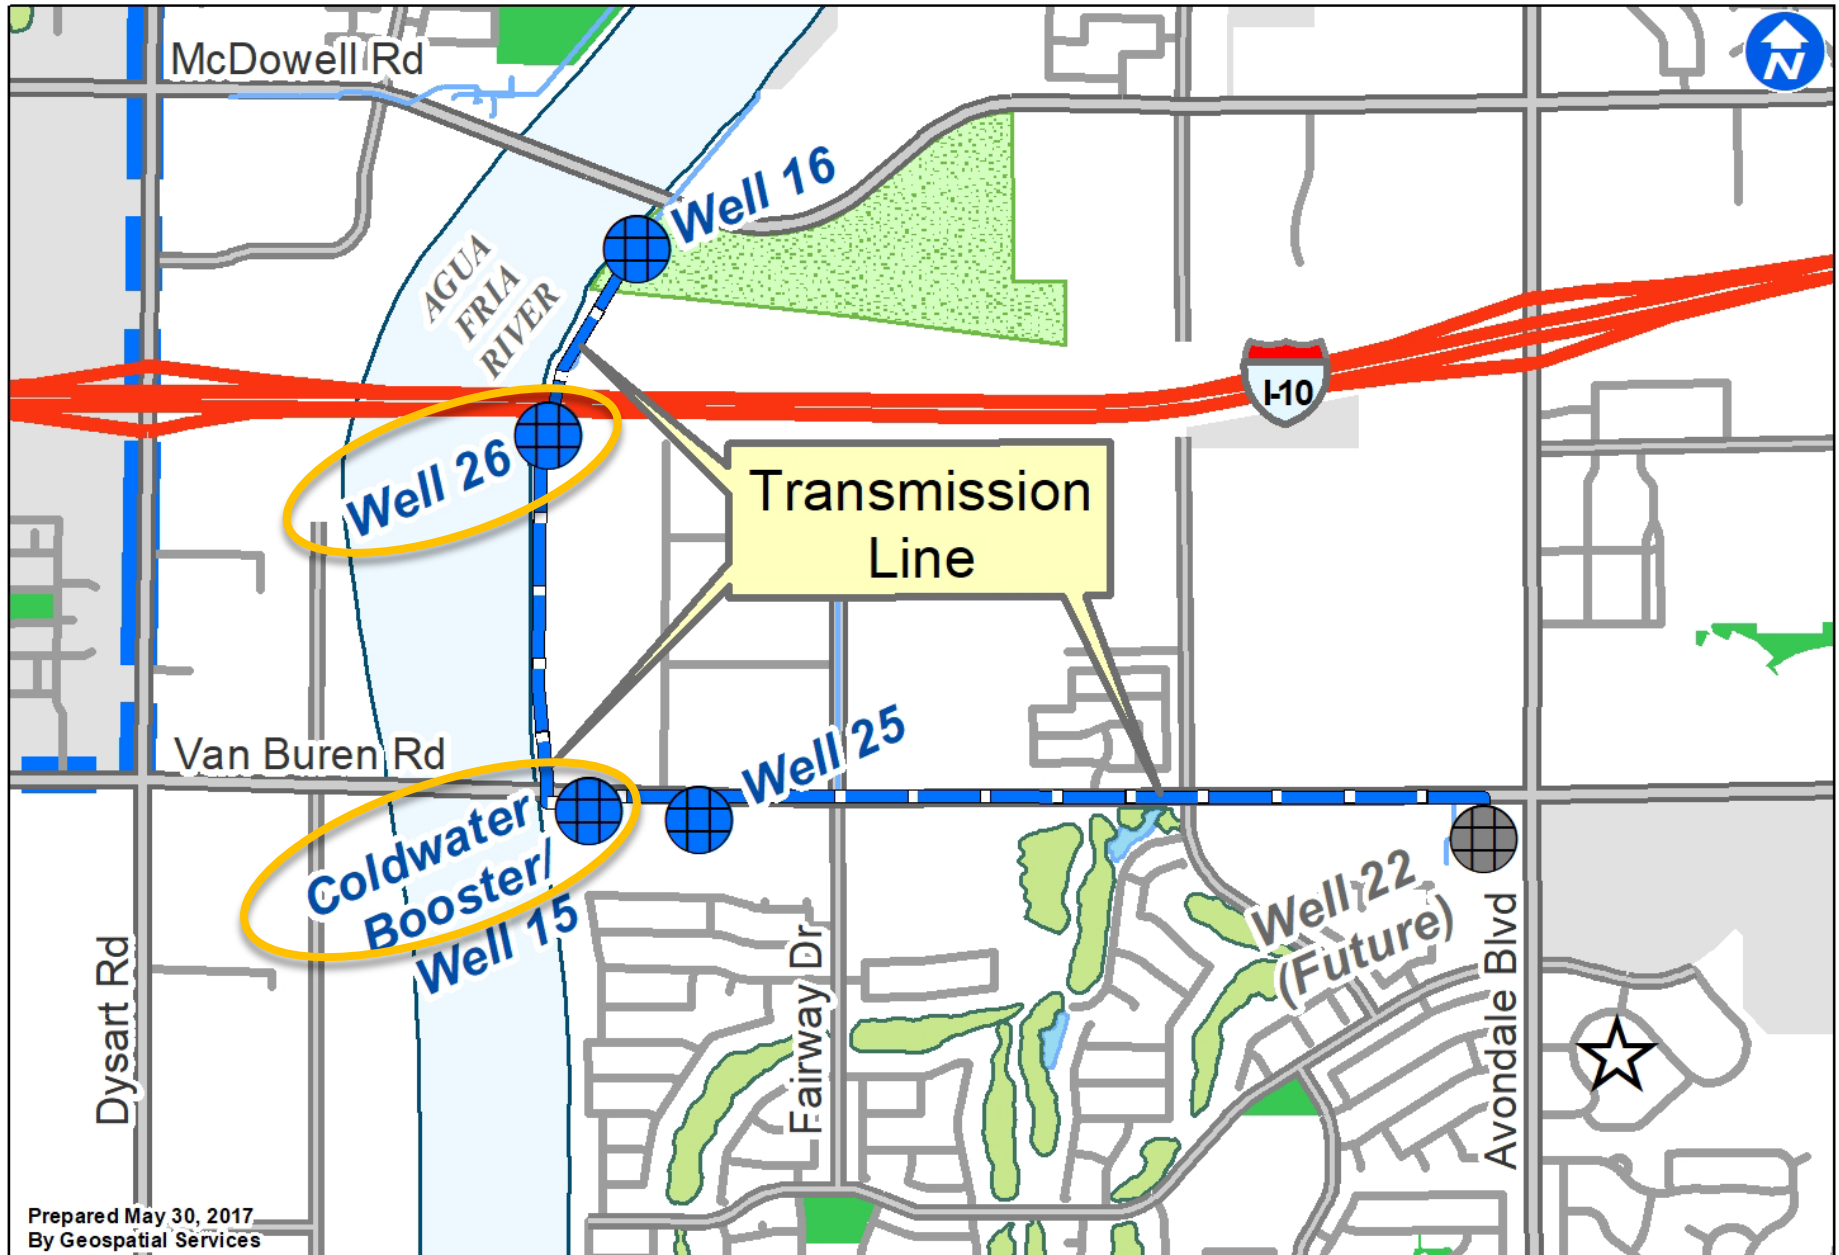 McDowell Rd
N
Well 16
AGUA
FRIA
RIVER
I-10
Well 26
Transmission
Line
Van Buren Rd
Well 25
Coldwater
Booster/
Well 15
Well 22
(Future)
Dysart Rd
Fairway Dr
Avondale Blvd
Prepared May 30, 2017
By Geospatial Services